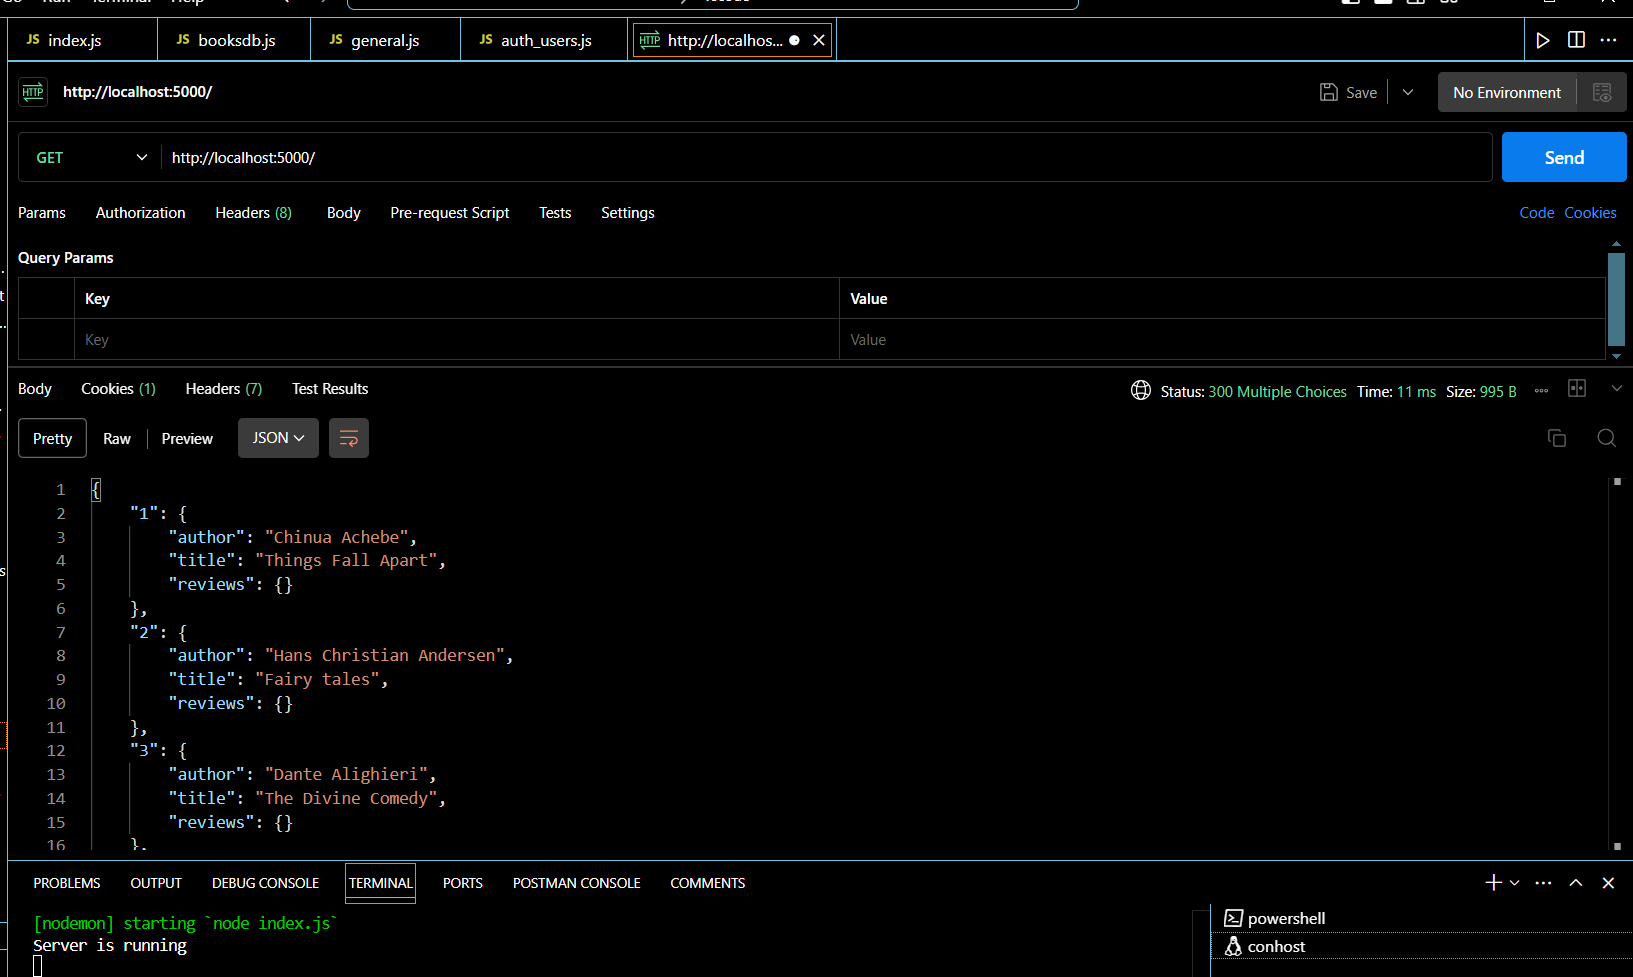 Run Terminal Help
JS index.js JS booksdb.js JS general.js JS auth_users.js HTTP http://localhos...
HTTP http://localhost:5000/ Save No Environment
GET http://localhost:5000/ Send
Params Authorization Headers (8) Body Pre-request Script Tests Settings Code Cookies
Query Params
Key Value
Key Value
Body Cookies (1) Headers (7) Test Results Status: 300 Multiple Choices Time: 11 ms Size: 995 B
Pretty Raw Preview JSON
1 {
2 "1": {
3 "author": "Chinua Achebe",
4 "title": "Things Fall Apart",
5 "reviews": {}
6 },
7 "2": {
8 "author": "Hans Christian Andersen",
9 "title": "Fairy tales",
10 "reviews": {}
11 },
12 "3": {
13 "author": "Dante Alighieri",
14 "title": "The Divine Comedy",
15 "reviews": {}
16 },
PROBLEMS OUTPUT DEBUG CONSOLE TERMINAL PORTS POSTMAN CONSOLE COMMENTS
[nodemon] starting `node index.js`
Server is running
powershell
conhost